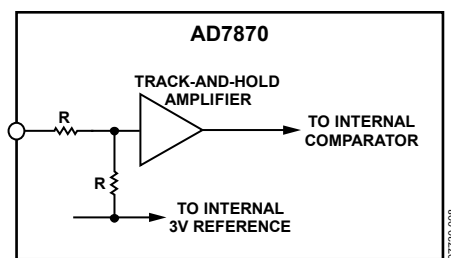 AD7870
TRACK-AND-HOLD
AMPLIFIER
R
TO INTERNAL
COMPARATOR
R
TO INTERNAL
3V REFERENCE